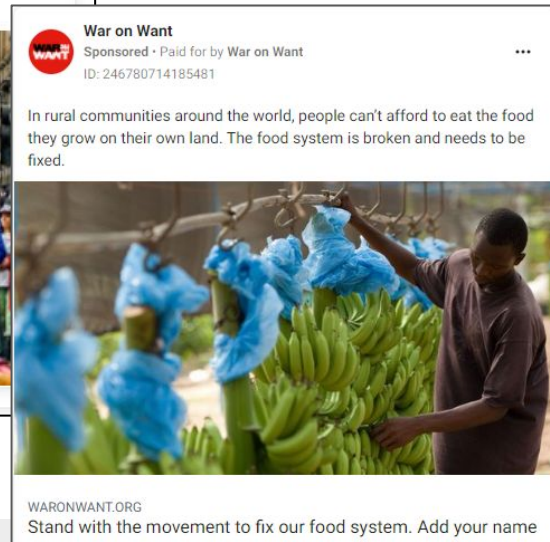 War on Want
Sponsored · Paid for by War on Want
ID: 246780714185481
In rural communities around the world, people can't afford to eat the food
they grow on their own land. The food system is broken and needs to be
fixed.
WAR ON
WANT
WARONWANT.ORG
Stand with the movement to fix our food system. Add your name